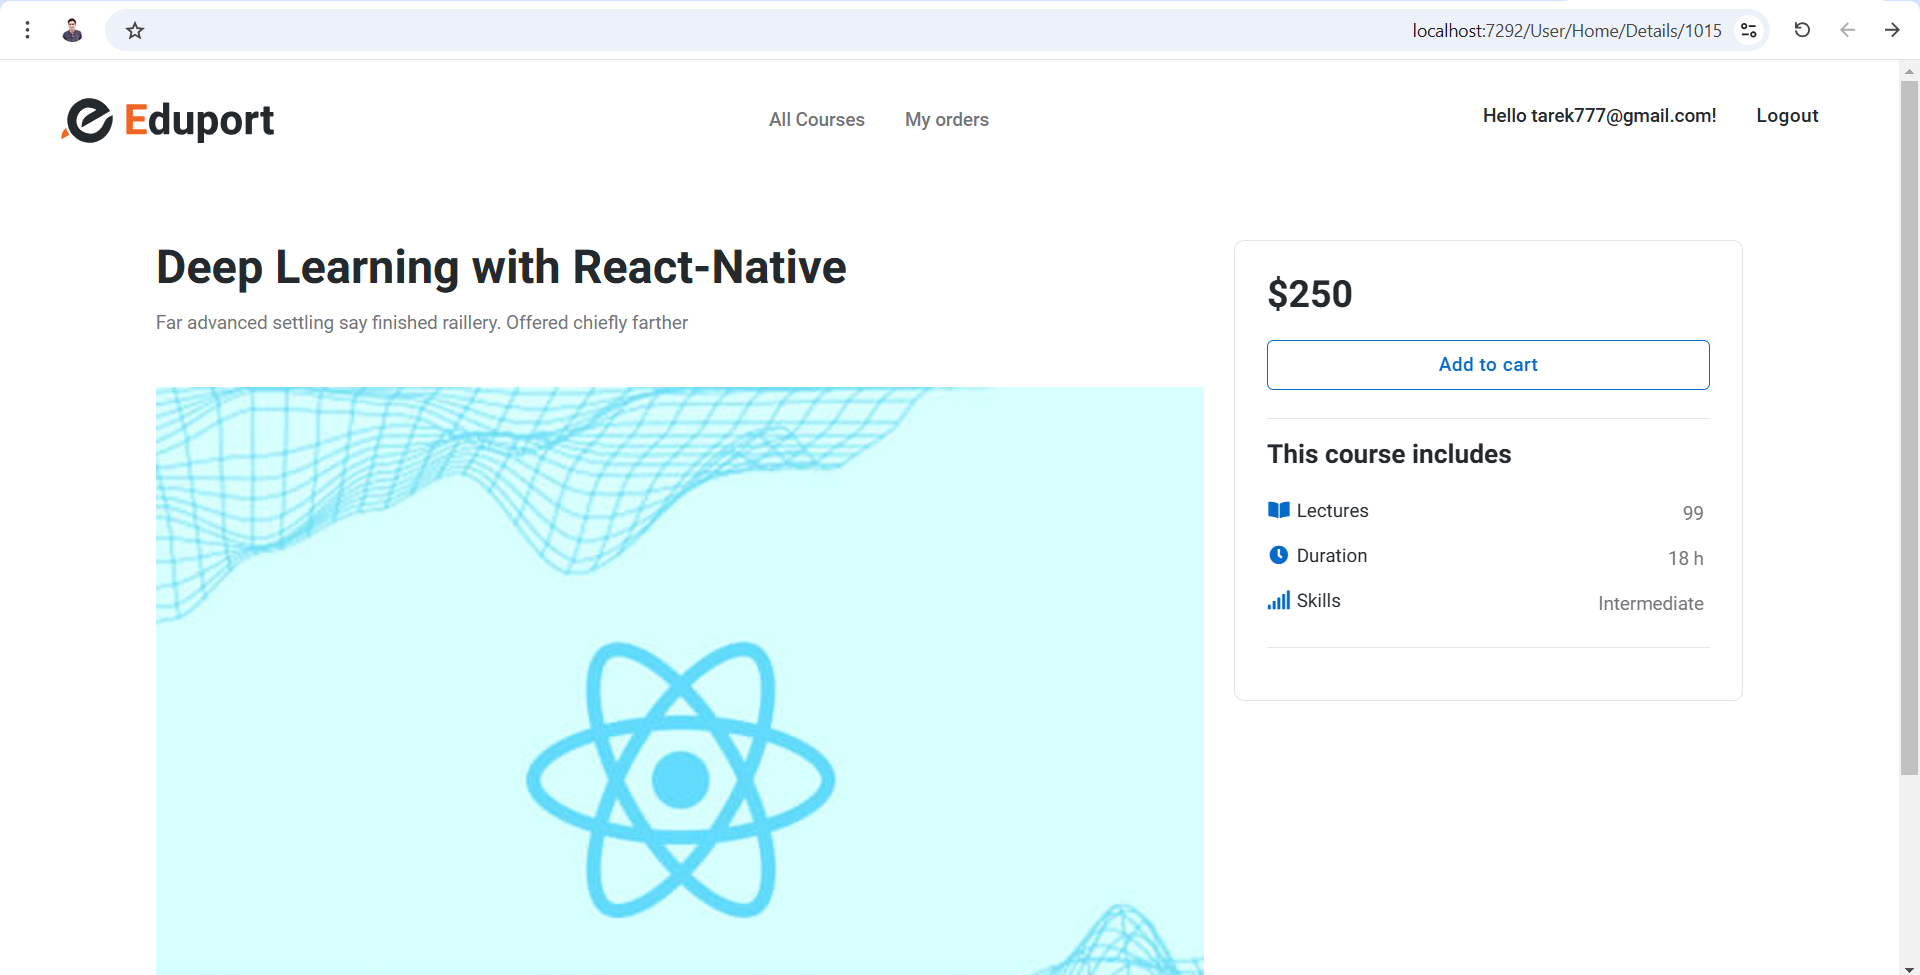 localhost:7292/User/Home/Details/1015
Eduport
All Courses
My orders
Hello tarek777@gmail.com!
Logout
Deep Learning with React-Native
Far advanced settling say finished raillery. Offered chiefly farther
$250
Add to cart
This course includes
Lectures 99
Duration 18 h
Skills Intermediate